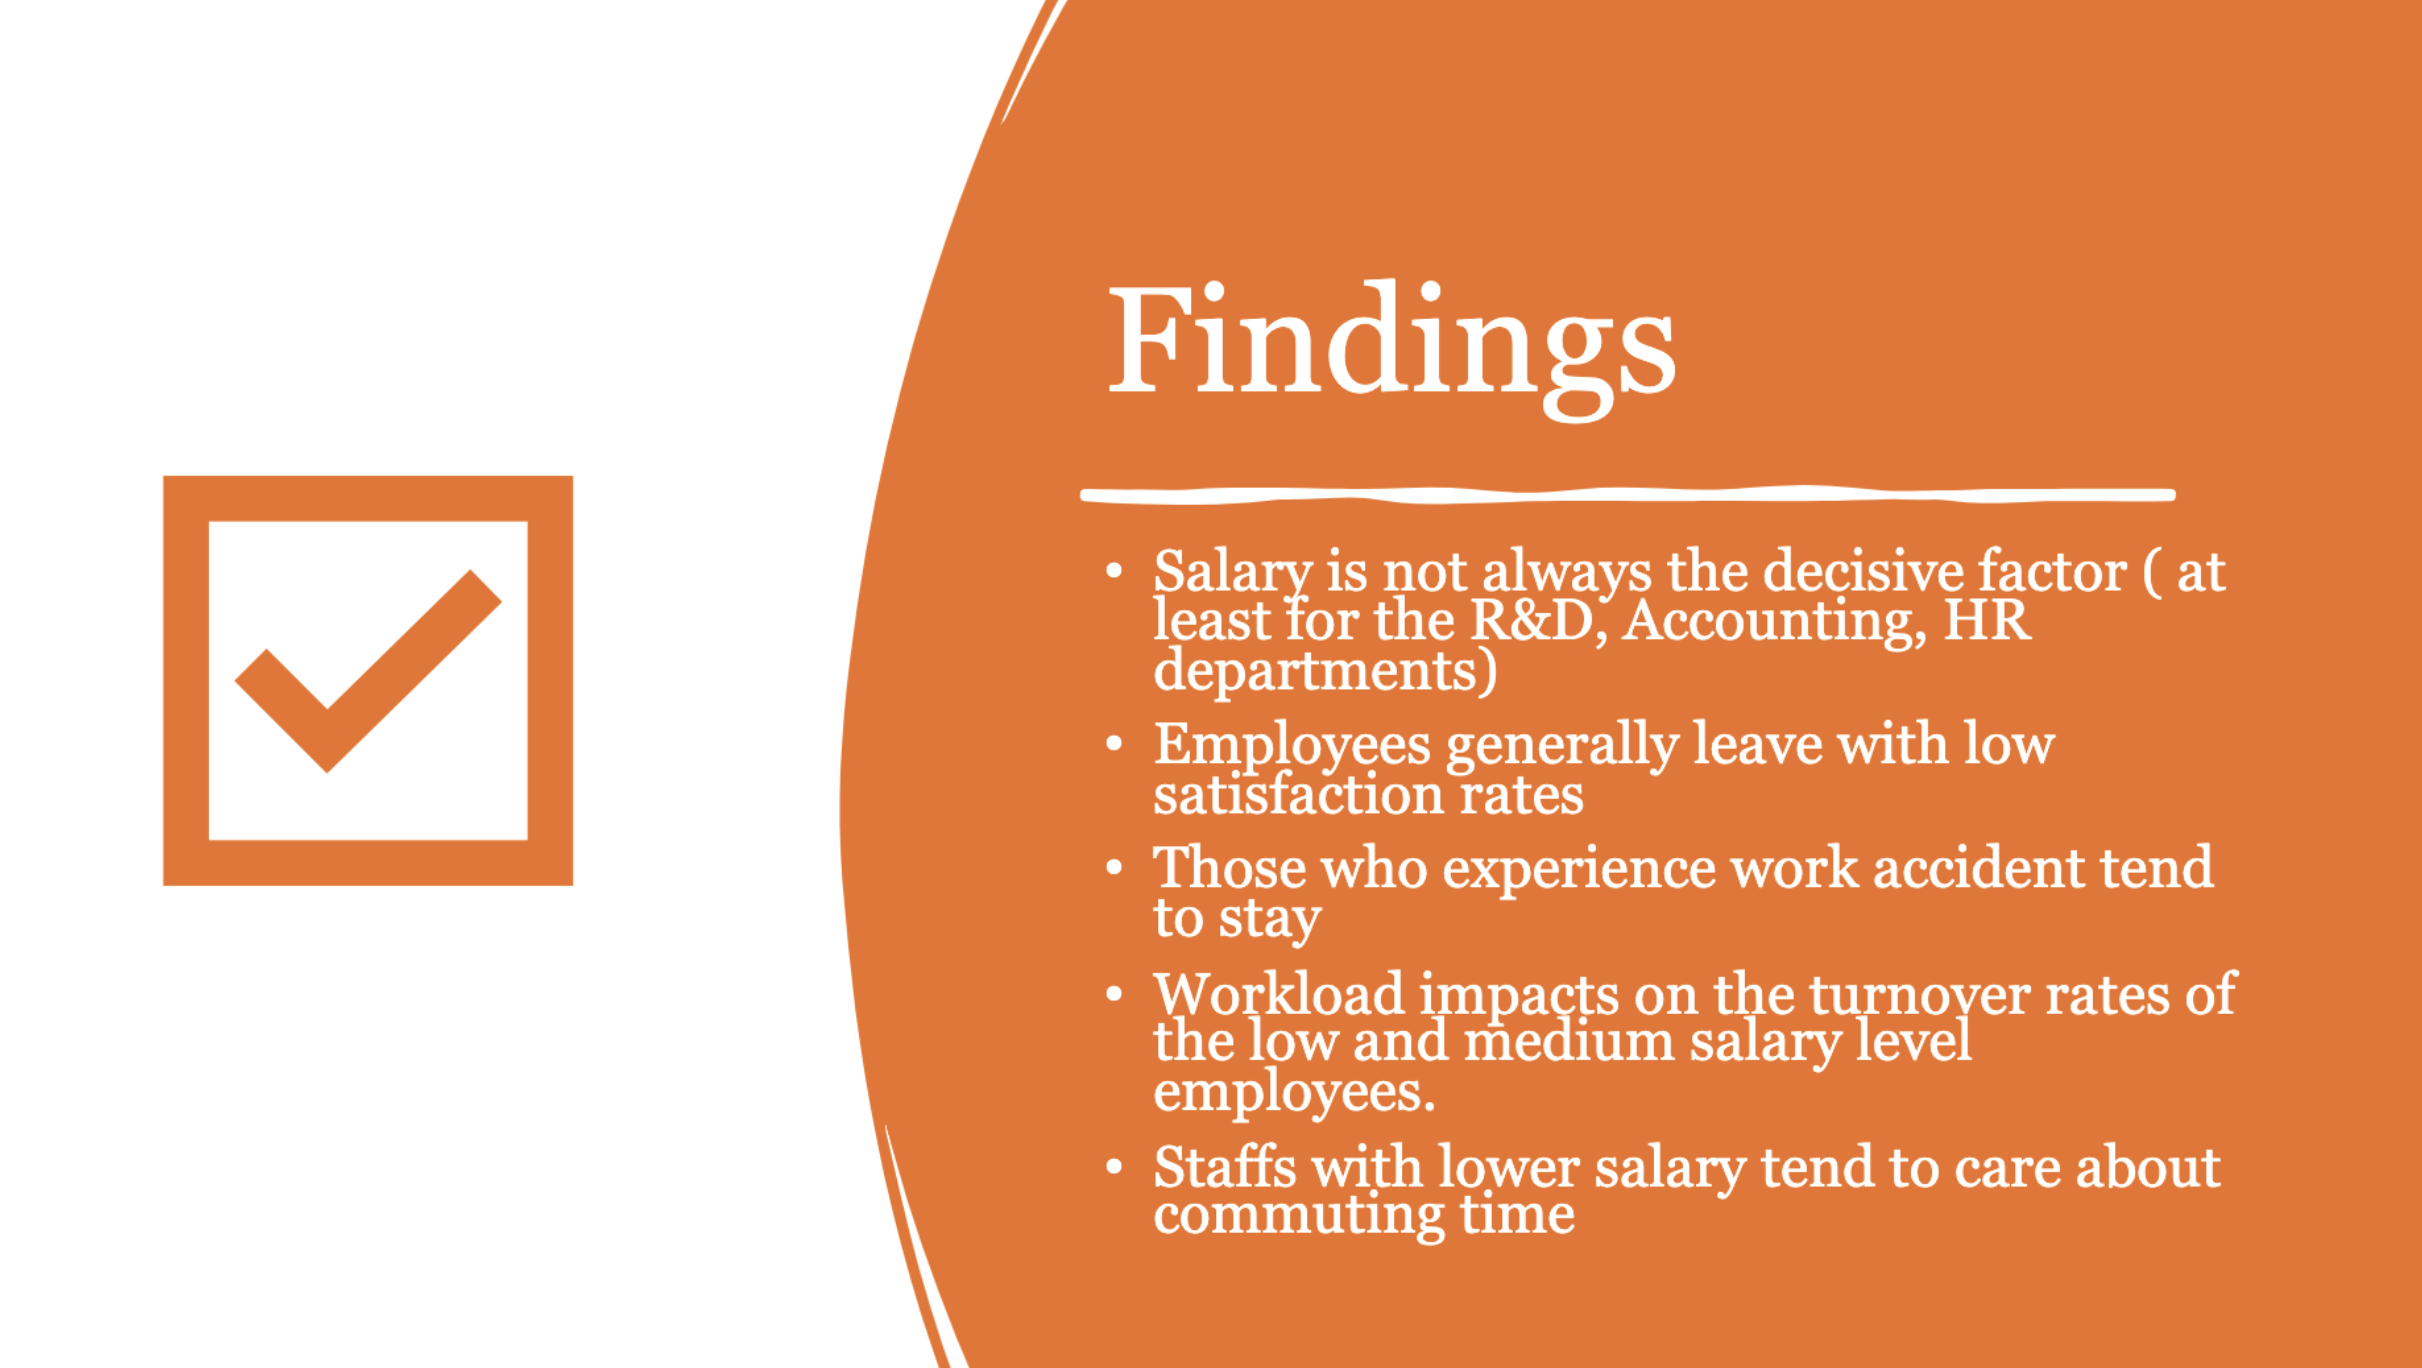 Findings
• Salary is not always the decisive factor ( at
least for the R&D, Accounting, HR
departments)
• Employees generally leave with low
satisfaction rates
• Those who experience work accident tend
to stay
• Workload impacts on the turnover rates of
the low and medium salary level
employees.
• Staffs with lower salary tend to care about
commuting time